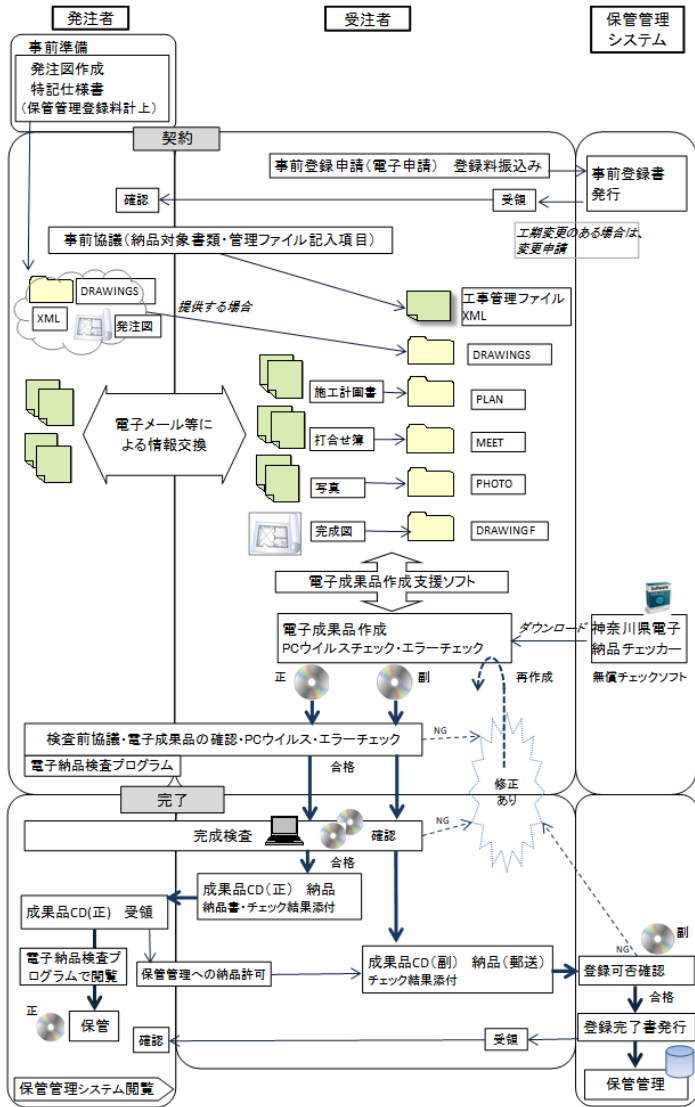 発注者
受注者
保管管理
システム
事前準備
発注図作成
特記仕様書
(保管管理登録料計上)
契約
事前登録申請(電子申請) 登録料振込み
事前登録書
発行
確認
受領
工期変更のある場合は、
変更申請
事前協議(納品対象書類・管理ファイル記入項目)
DRAWINGS
XML
発注図
提供する場合
工事管理ファイル
XML
DRAWINGS
施工計画書
PLAN
電子メール等に
よる情報交換
打合せ簿
MEET
写真
PHOTO
完成図
DRAWINGF
電子成果品作成支援ソフト
電子成果品作成
PCウイルスチェック・エラーチェック
ダウンロード
Software
神奈川県電子
納品チェッカー
無償チェックソフト
正
副
再作成
検査前協議・電子成果品の確認・PCウイルス・エラーチェック
NG
電子納品検査プログラム
合格
修正
あり
完了
完成検査
確認
NG
合格
成果品CD(正) 納品
納品書・チェック結果添付
成果品CD(正) 受領
電子納品検査プ
ログラムで閲覧
保管管理への納品許可
成果品CD(副) 納品(郵送)
チェック結果添付
NG
副
登録可否確認
合格
正
保管
登録完了書発行
確認
受領
保管管理
保管管理システム閲覧